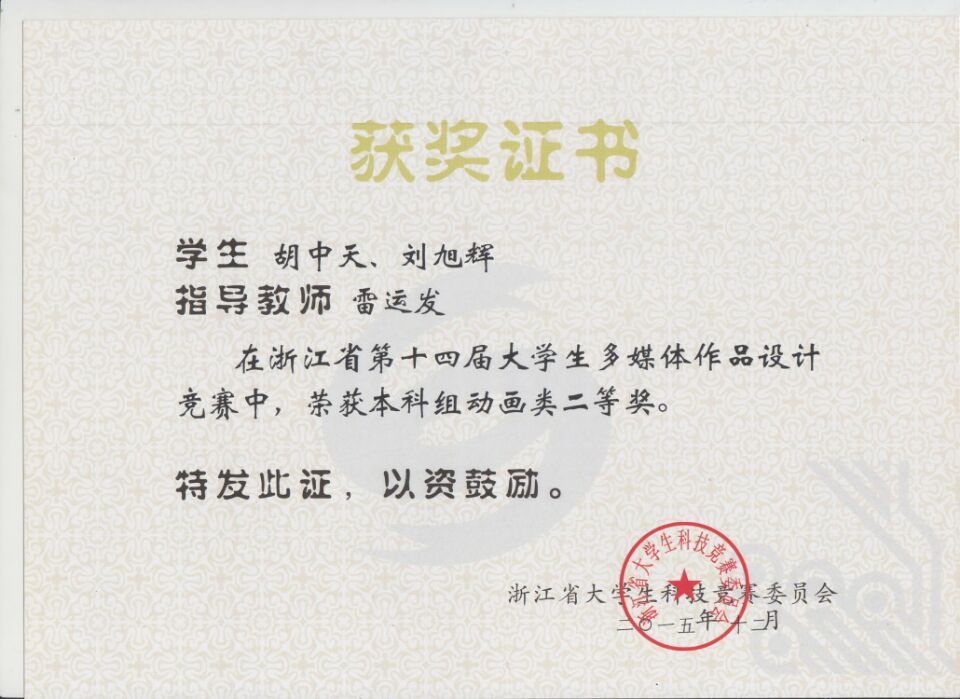 获奖证书
学生 胡中天、刘旭辉
指导教师 雷运发
在浙江省第十四届大学生多媒体作品设计
竞赛中，荣获本科组动画类二等奖。
特发此证，以资鼓励。
浙江省大学生科技竞赛委员会
浙江省大学生科技竞赛委员会
二〇一五年十二月